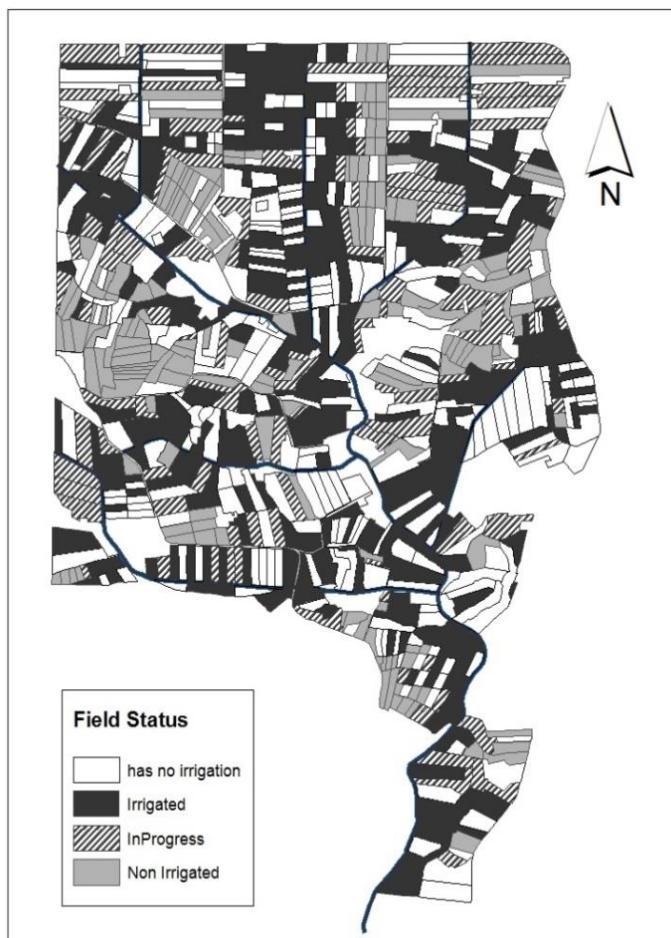 N
Field Status
has no irrigation
Irrigated
InProgress
Non Irrigated